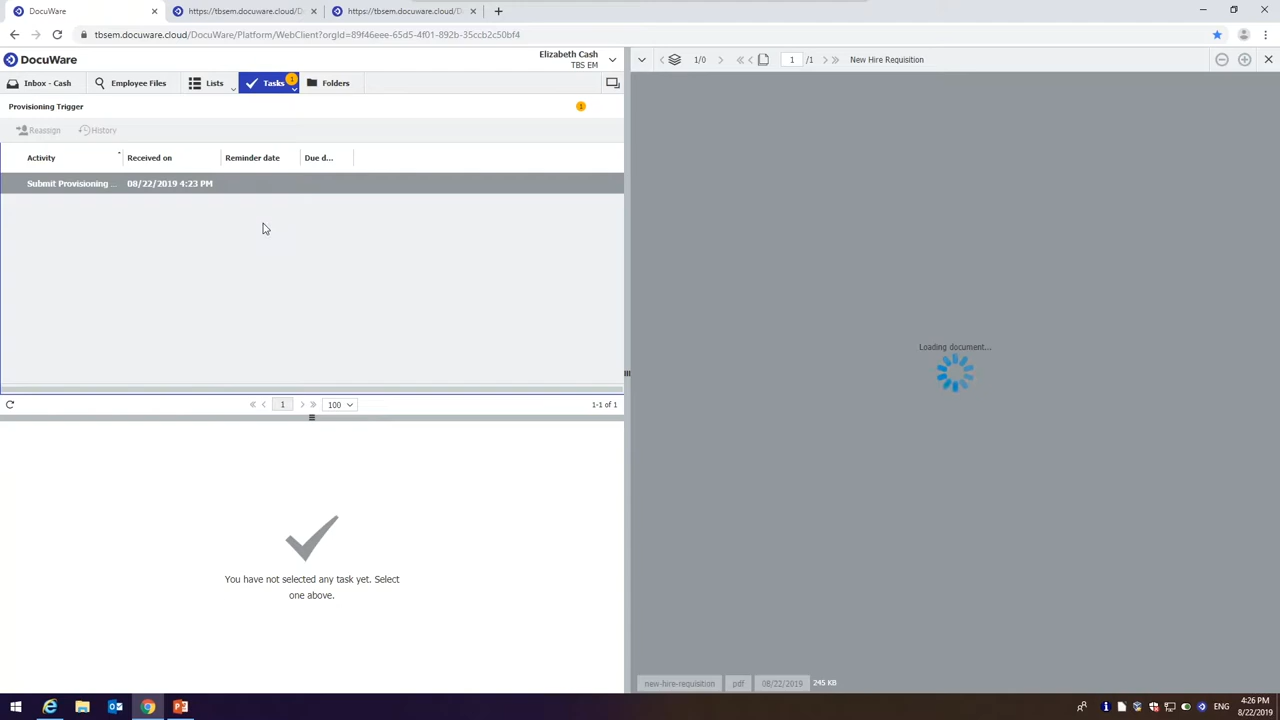 DocuWare
https://tbsem.docuware.cloud/D
https://tbsem.docuware.cloud/D
tbsem.docuware.cloud/DocuWare/Platform/WebClient?orgId=89f46eee-65d5-4f01-892b-35ccb2c50bf4
DocuWare
Elizabeth Cash
TBS EM
1/0
1
/1
New Hire Requisition
Inbox - Cash
Employee Files
Lists
Tasks
1
Folders
Provisioning Trigger
1
Reassign
History
Activity
Received on
Reminder date
Due d...
Submit Provisioning ...
08/22/2019 4:23 PM
Loading document...
1
100
1-1 of 1
You have not selected any task yet. Select
one above.
new-hire-requisition
pdf
08/22/2019
245 KB
ENG
4:26 PM
8/22/2019